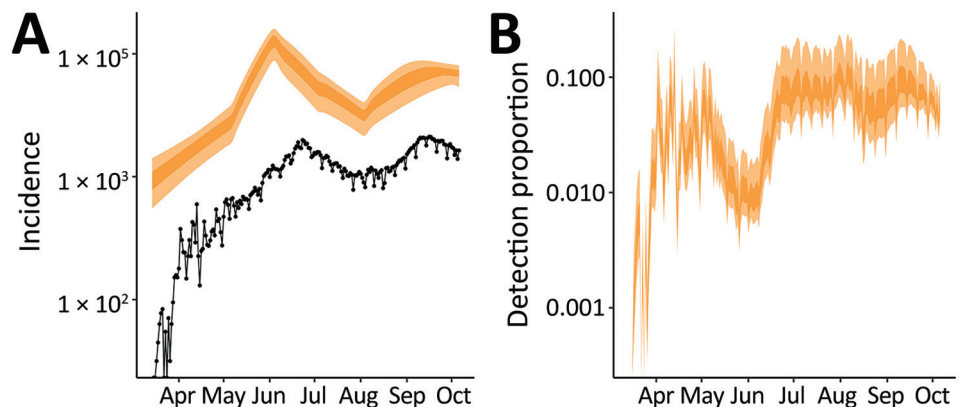 A
Incidence
1 × 10⁵
1 × 10³
1 × 10²
Apr May Jun Jul Aug Sep Oct
B
Detection proportion
0.100
0.010
0.001
Apr May Jun Jul Aug Sep Oct